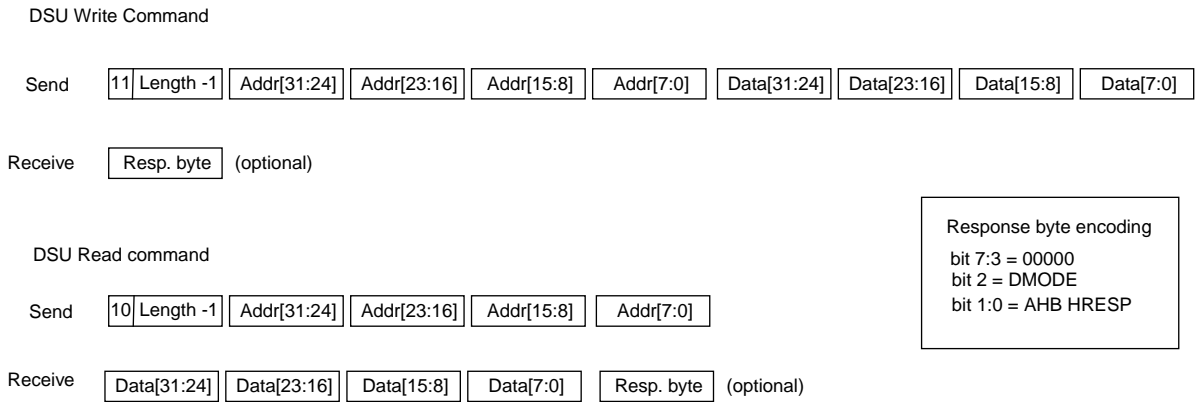 DSU Write Command
Send 11 Length -1 Addr[31:24] Addr[23:16] Addr[15:8] Addr[7:0] Data[31:24] Data[23:16] Data[15:8] Data[7:0]
Receive Resp. byte (optional)
Response byte encoding
bit 7:3 = 00000
bit 2 = DMODE
bit 1:0 = AHB HRESP
DSU Read command
Send 10 Length -1 Addr[31:24] Addr[23:16] Addr[15:8] Addr[7:0]
Receive Data[31:24] Data[23:16] Data[15:8] Data[7:0] Resp. byte (optional)